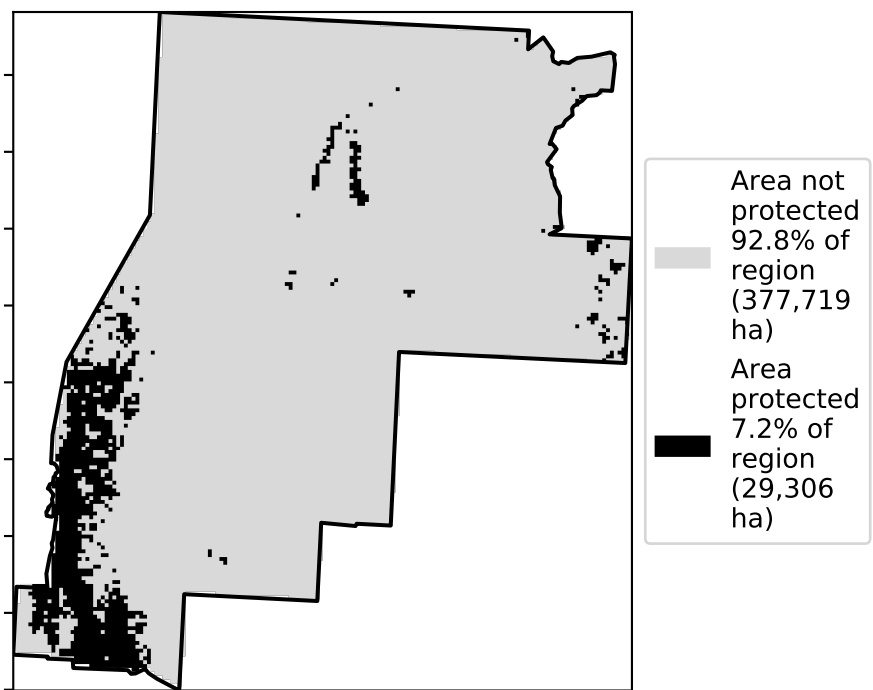 Area not
protected
92.8% of
region
(377,719
ha)
Area
protected
7.2% of
region
(29,306
ha)